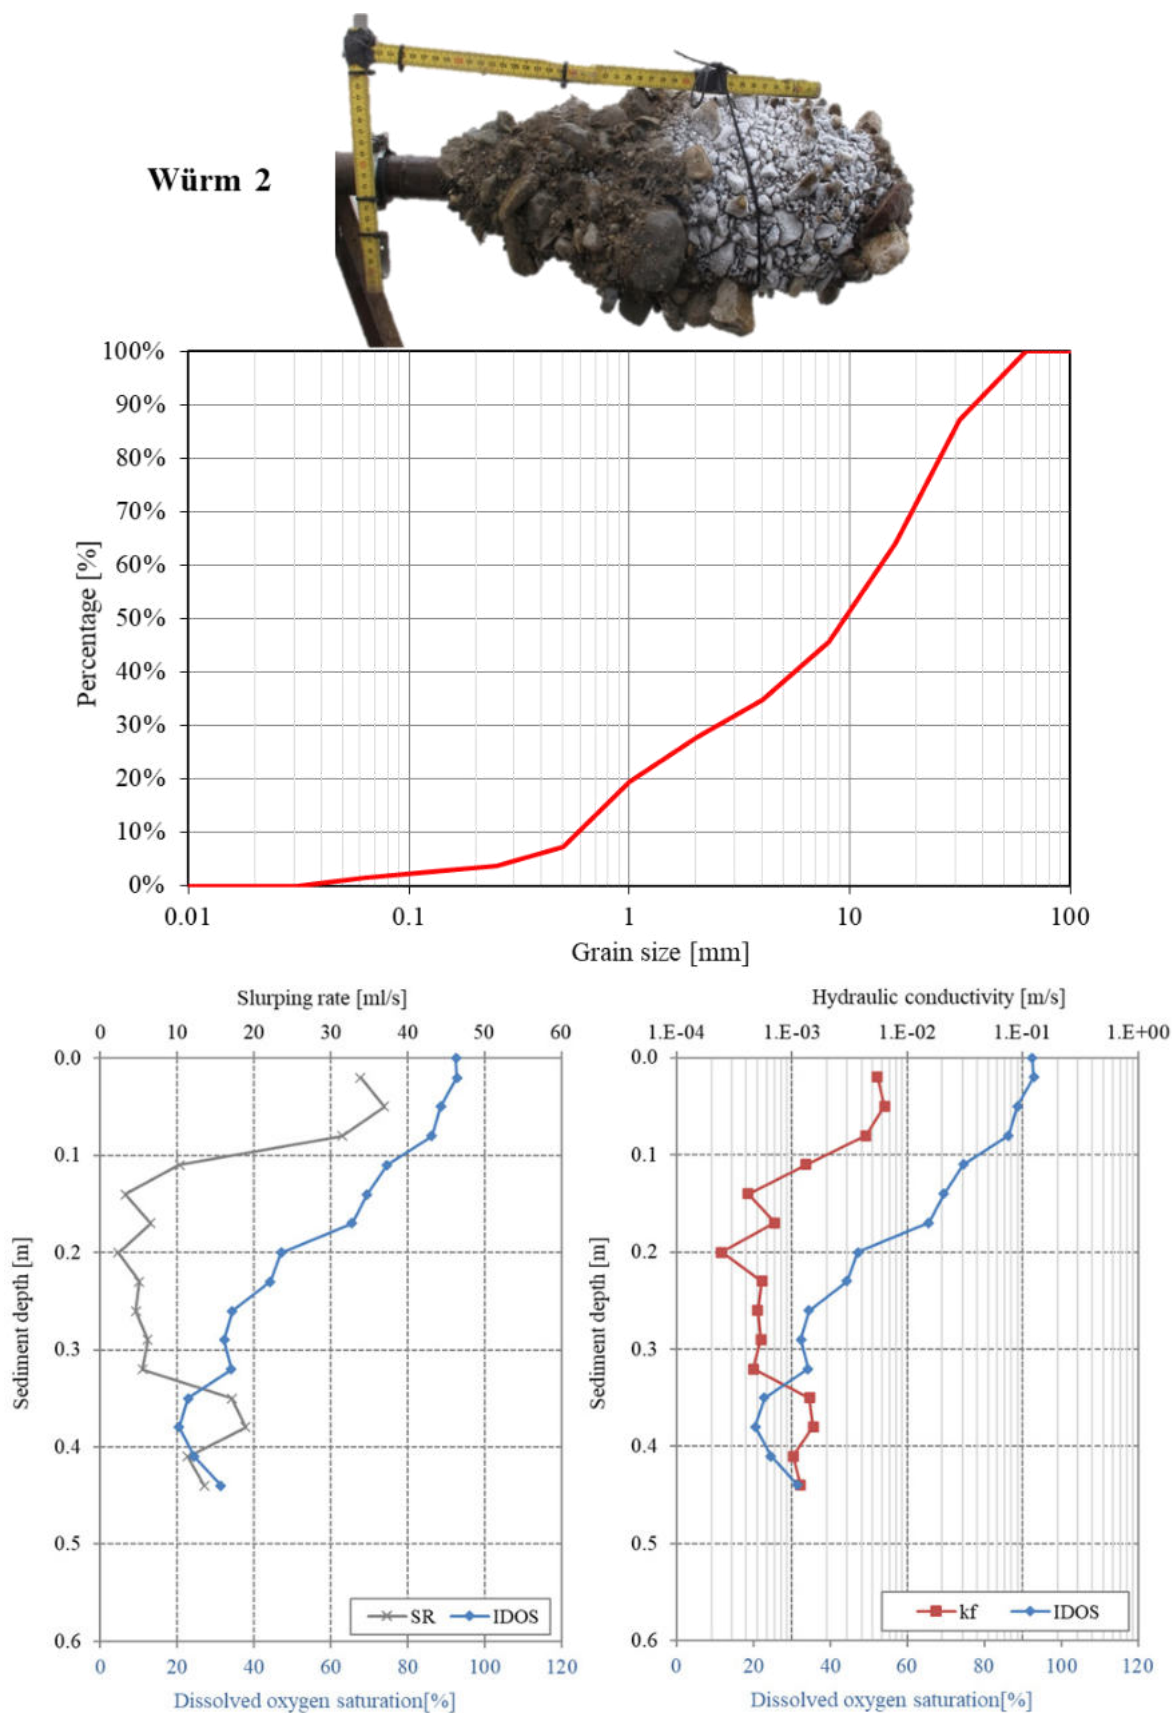 Würm 2
100%
90%
80%
70%
60%
50%
40%
30%
20%
10%
0%
Percentage [%]
0.01 0.1 1 10 100
Grain size [mm]
Slurping rate [ml/s]
0 10 20 30 40 50 60
0.0
0.1
0.2
0.3
0.4
0.5
0.6
Sediment depth [m]
SR IDOS
0 20 40 60 80 100 120
Dissolved oxygen saturation[%]
Hydraulic conductivity [m/s]
1.E-04 1.E-03 1.E-02 1.E-01 1.E+00
0.0
0.1
0.2
0.3
0.4
0.5
0.6
Sediment depth [m]
kf IDOS
0 20 40 60 80 100 120
Dissolved oxygen saturation[%]